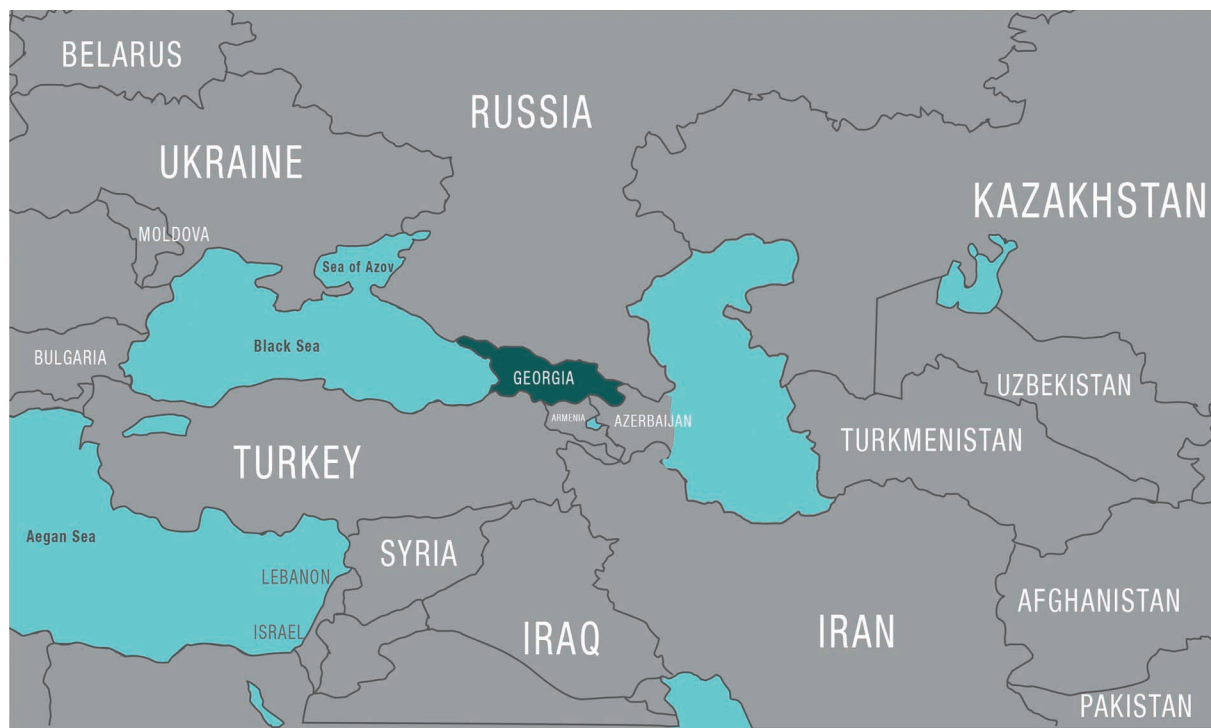 BELARUS
RUSSIA
UKRAINE
KAZAKHSTAN
MOLDOVA
Sea of Azov
Black Sea
BULGARIA
GEORGIA
UZBEKISTAN
ARMENIA
AZERBAIJAN
TURKMENISTAN
TURKEY
Aegan Sea
SYRIA
LEBANON
AFGHANISTAN
ISRAEL
IRAQ
IRAN
PAKISTAN